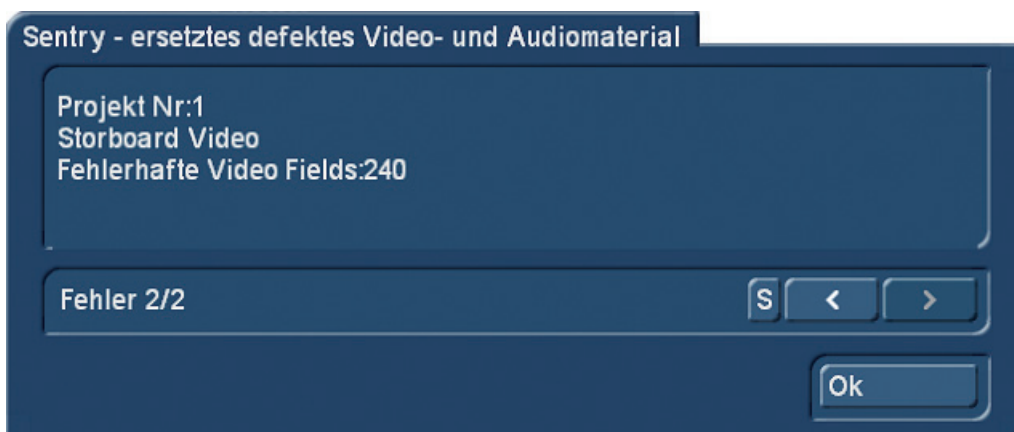 Sentry - ersetztes defektes Video- und Audiomaterial
Projekt Nr:1
Storboard Video
Fehlerhafte Video Fields:240
Fehler 2/2
S < >
Ok